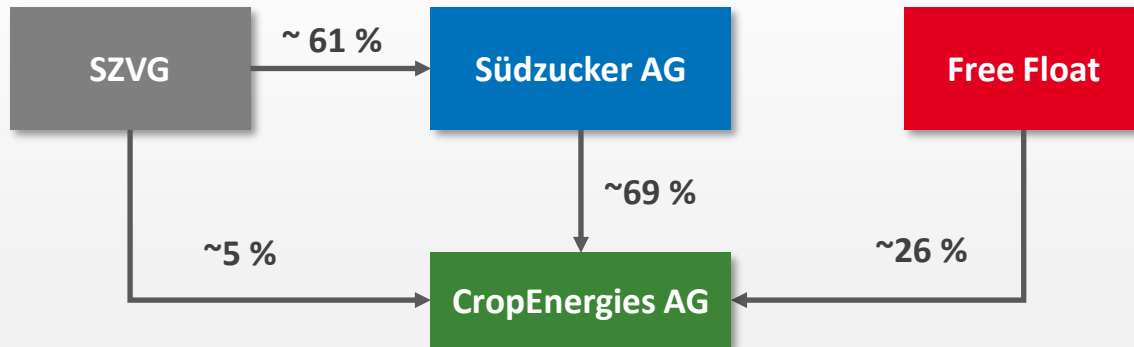 SZVG
~ 61 %
Südzucker AG
Free Float
~69 %
~5 %
~26 %
CropEnergies AG